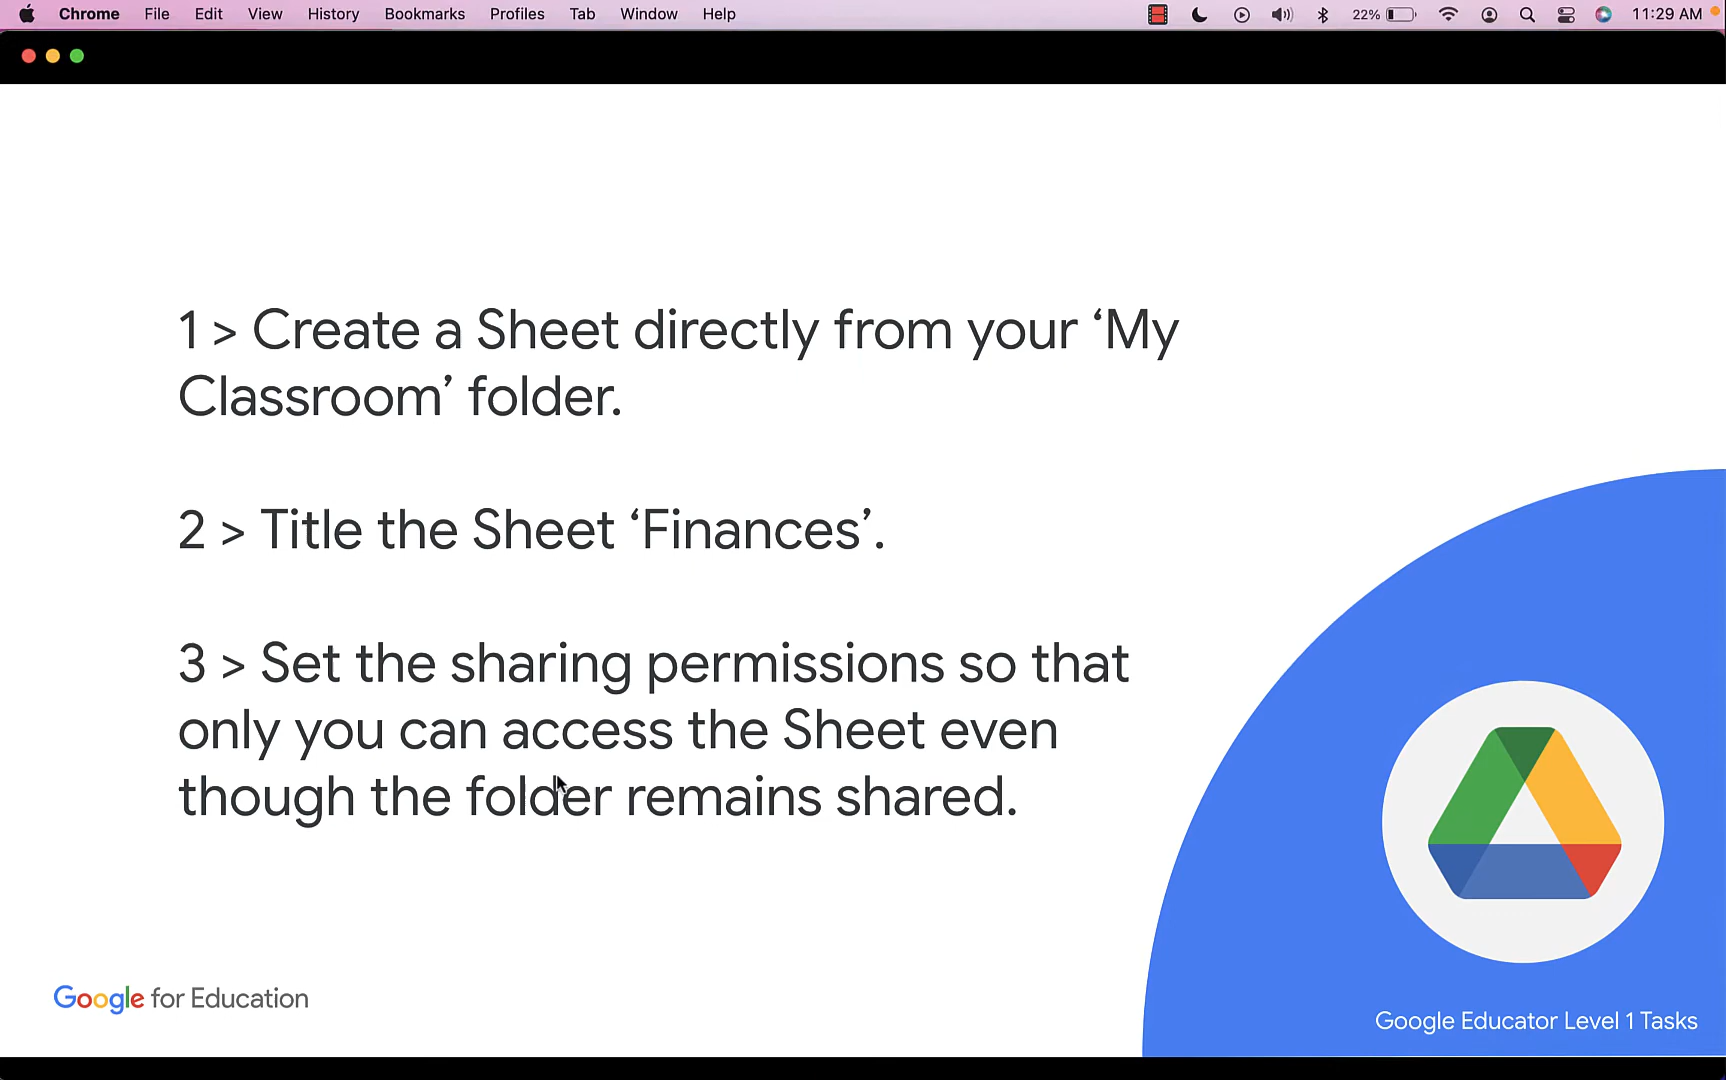 Chrome File Edit View History Bookmarks Profiles Tab Window Help 22% 11:29 AM
1 > Create a Sheet directly from your ‘My
Classroom’ folder.
2 > Title the Sheet ‘Finances’.
3 > Set the sharing permissions so that
only you can access the Sheet even
though the folder remains shared.
Google for Education
Google Educator Level 1 Tasks